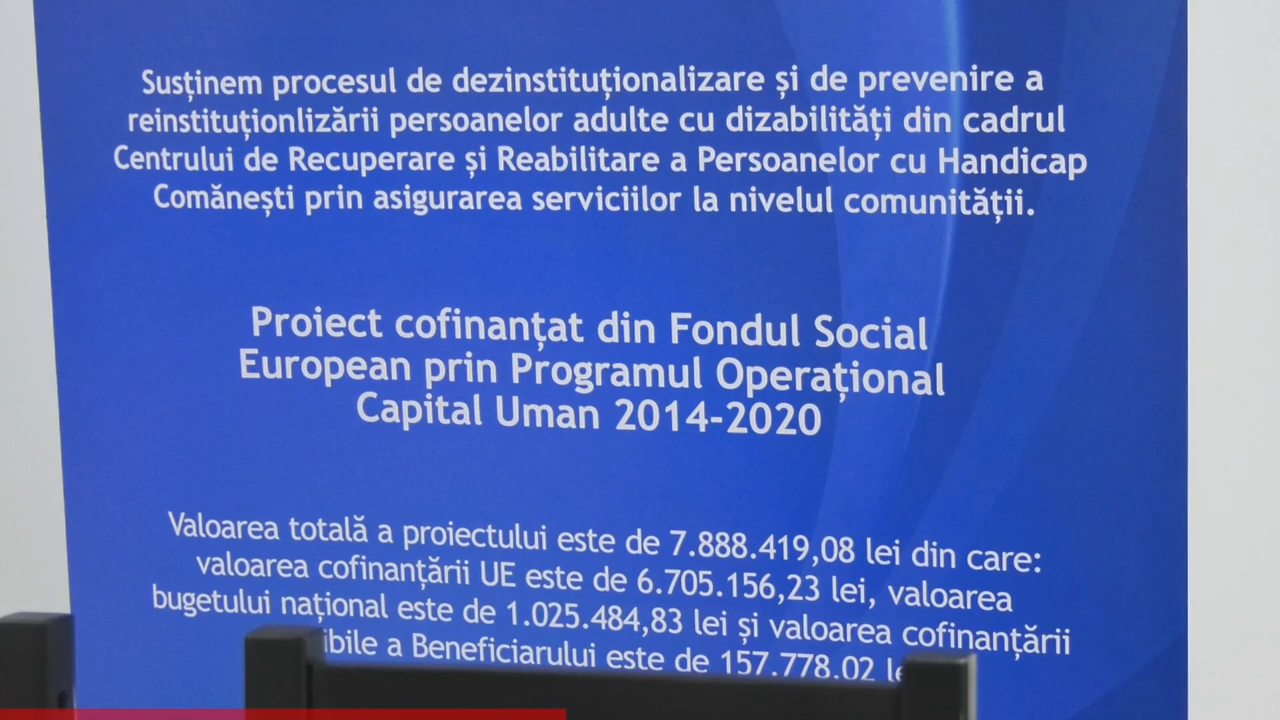 Susținem procesul de dezinstituționalizare și de prevenire a
reinstituționlizării persoanelor adulte cu dizabilități din cadrul
Centrului de Recuperare și Reabilitare a Persoanelor cu Handicap
Comănești prin asigurarea serviciilor la nivelul comunității.
Proiect cofinanțat din Fondul Social
European prin Programul Operațional
Capital Uman 2014-2020
Valoarea totală a proiectului este de 7.888.419,08 lei din care:
valoarea cofinanțării UE este de 6.705.156,23 lei, valoarea
bugetului național este de 1.025.484,83 lei și valoarea cofinanțării
a Beneficiarului este de 157.778.02